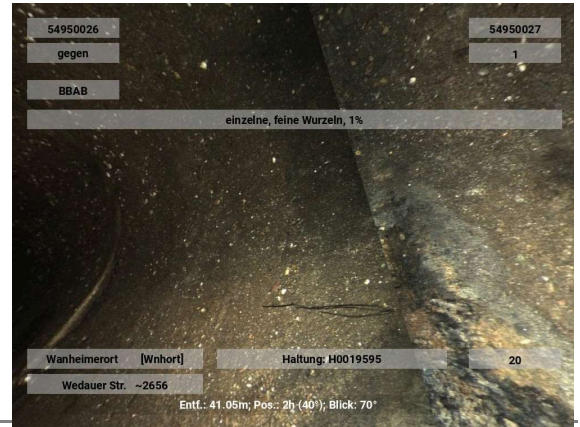 54950026
54950027
gegen
1
BBAB
einzelne, feine Wurzeln, 1%
Wanheimerort [Wnhort]
Haltung: H0019595
20
Wedauer Str. ~2656
Entf.: 41.05m; Pos.: 2h (40°); Blick: 70°